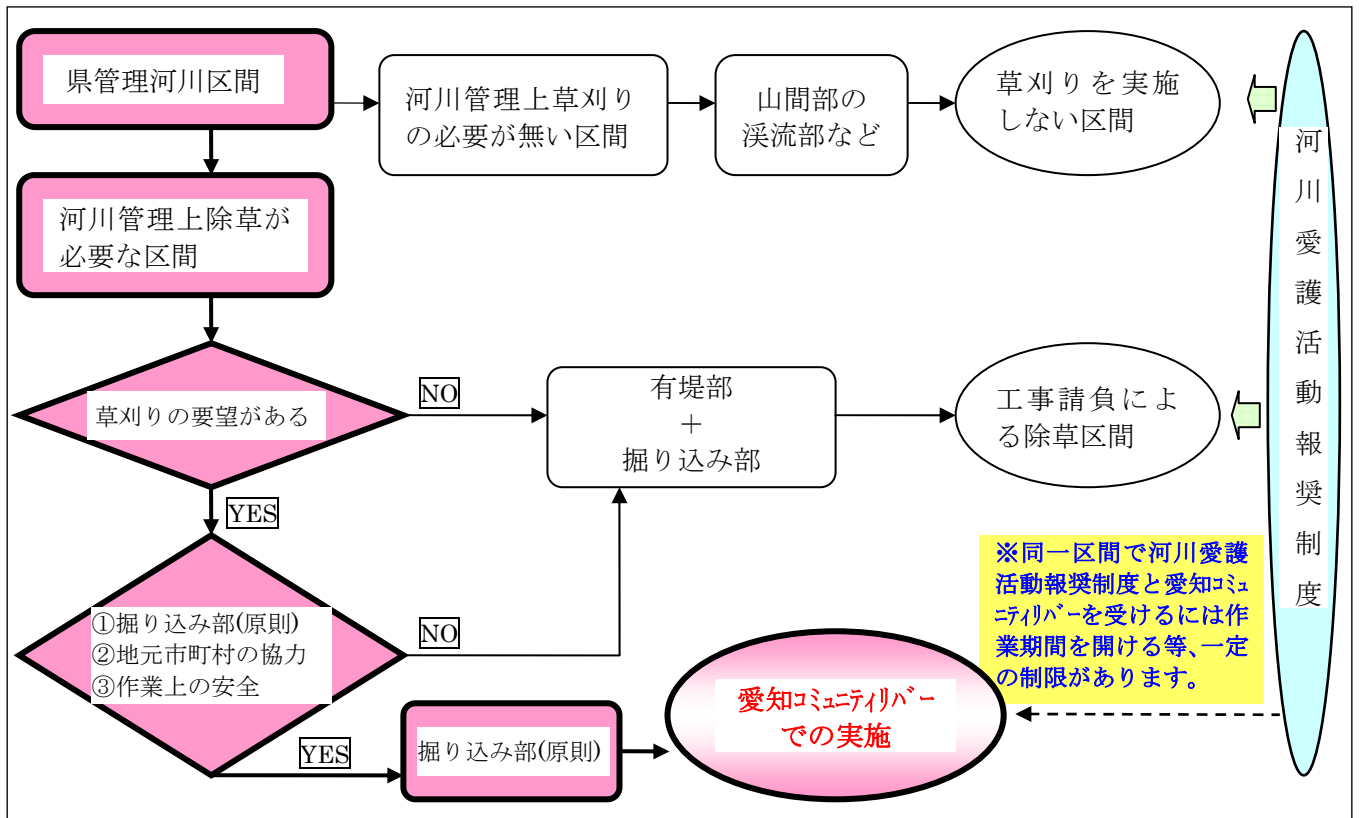 県管理河川区間
河川管理上草刈り
の必要が無い区間
山間部の
渓流部など
草刈りを実施
しない区間
河川管理上除草が
必要な区間
草刈りの要望がある
NO
有堤部
＋
掘り込み部
工事請負によ
る除草区間
YES
①掘り込み部(原則)
②地元市町村の協力
③作業上の安全
NO
YES
掘り込み部(原則)
愛知ｺﾐｭﾆﾃｨﾘﾊﾞｰ
での実施
※同一区間で河川愛護
活動報奨制度と愛知ｺﾐｭ
ﾆﾃｨﾘﾊﾞｰを受けるには作
業期間を開ける等、一定
の制限があります。
河川愛護活動報奨制度